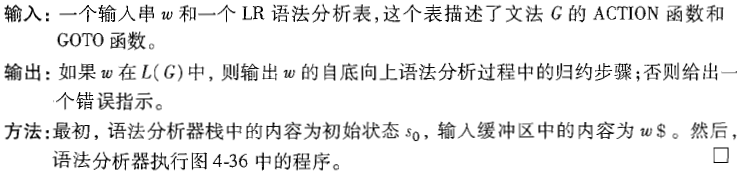 输入：一个输入串 w 和一个 LR 语法分析表,这个表描述了文法 G 的 ACTION 函数和
GOTO 函数。
输出：如果 w 在 L(G) 中, 则输出 w 的自底向上语法分析过程中的归约步骤;否则给出一
个错误指示。
方法：最初, 语法分析器栈中的内容为初始状态 s₀, 输入缓冲区中的内容为 w$。然后,
语法分析器执行图 4-36 中的程序。 □